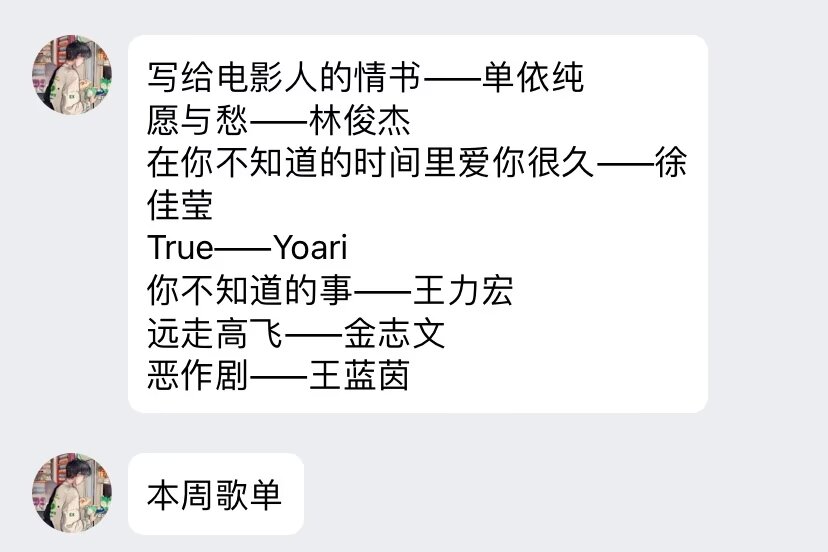 写给电影人的情书——单依纯
愿与愁——林俊杰
在你不知道的时间里爱你很久——徐
佳莹
True——Yoari
你不知道的事——王力宏
远走高飞——金志文
恶作剧——王蓝茵
本周歌单